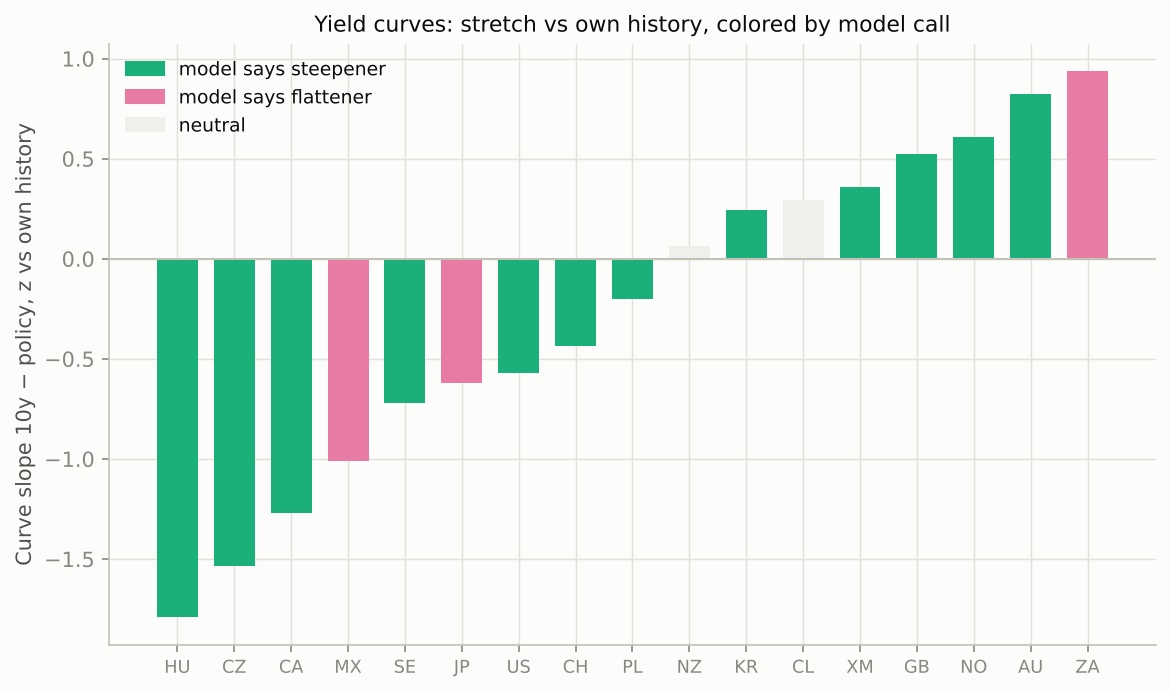 Yield curves: stretch vs own history, colored by model call
model says steepener
model says flattener
neutral
Curve slope 10y − policy, z vs own history
1.0
0.5
0.0
−0.5
−1.0
−1.5
HU CZ CA MX SE JP US CH PL NZ KR CL XM GB NO AU ZA